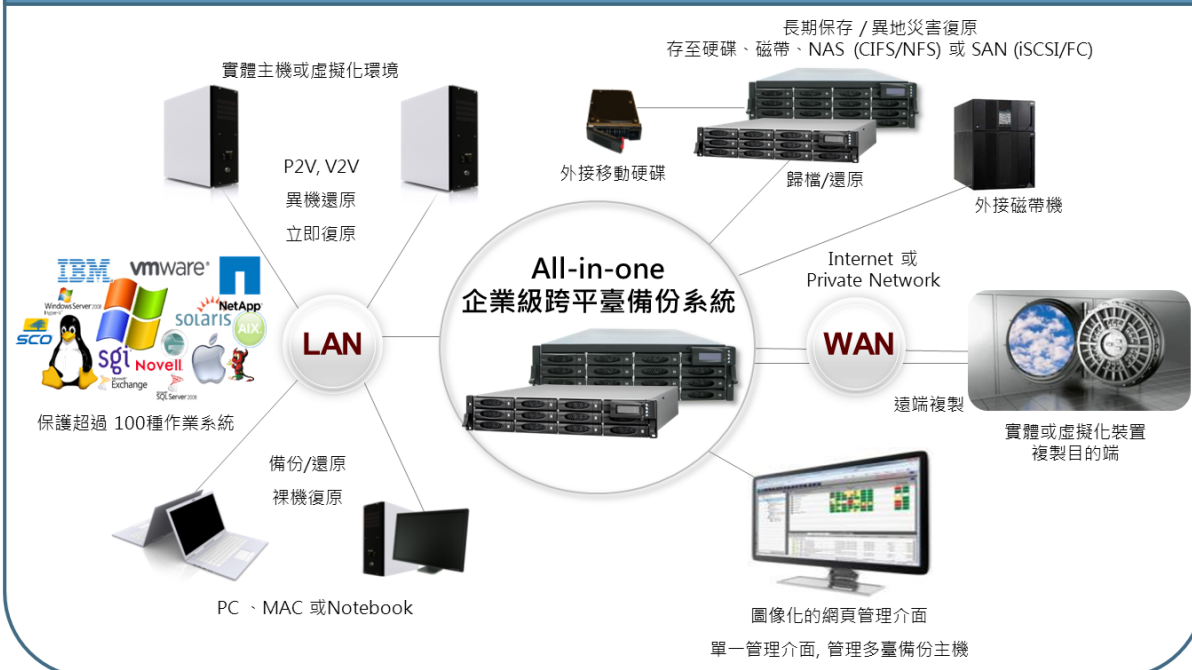 長期保存 / 異地災害復原
存至硬碟、磁帶、NAS (CIFS/NFS) 或 SAN (iSCSI/FC)
實體主機或虛擬化環境
P2V, V2V
異機還原
立即復原
外接移動硬碟
歸檔/還原
外接磁帶機
IBM
vmware
NetApp
Windows Server 2008
solaris
AIX
SCO
sgi
Novell
Microsoft
Exchange
SQL Server 2008
保護超過 100種作業系統
LAN
All-in-one
企業級跨平臺備份系統
Internet 或
Private Network
WAN
遠端複製
實體或虛擬化裝置
複製目的端
備份/還原
裸機復原
PC 、MAC 或Notebook
圖像化的網頁管理介面
單一管理介面, 管理多臺備份主機